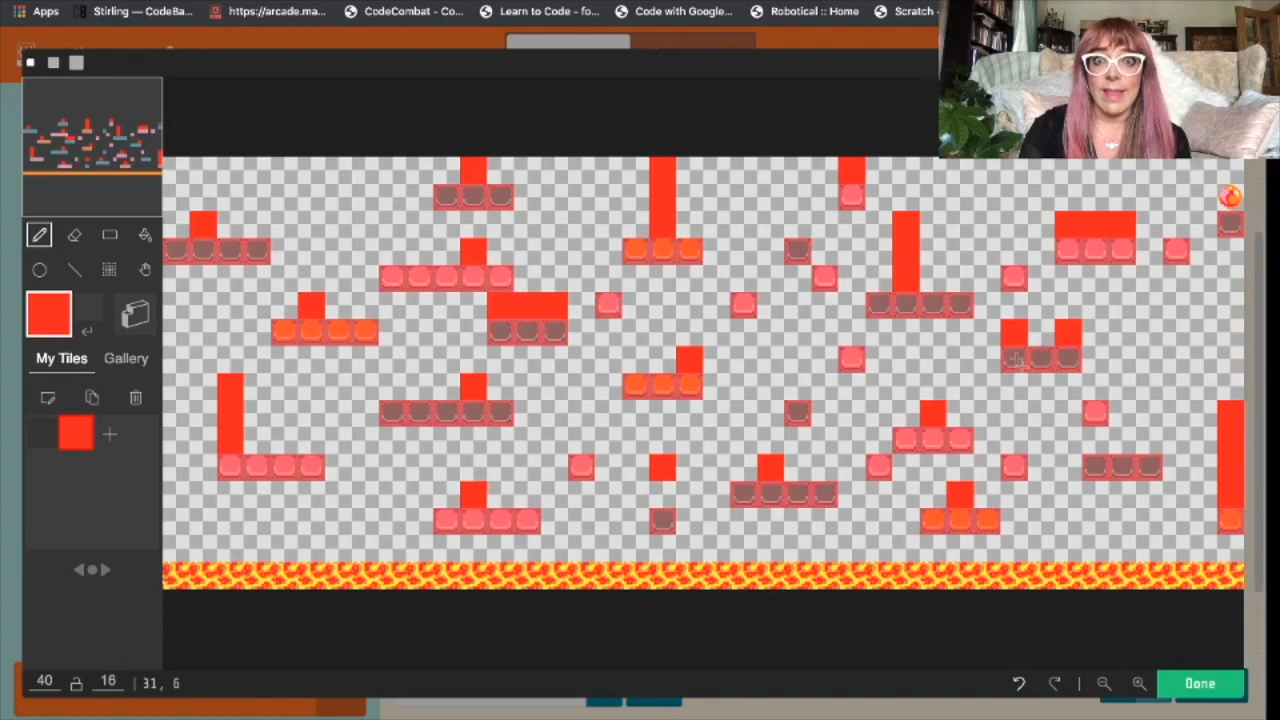 Apps Stirling — CodeBa... https://arcade.ma... CodeCombat - Co... Learn to Code - fo... Code with Google... Robotical :: Home Scratch -
My Tiles Gallery
40 16 31, 6 Done